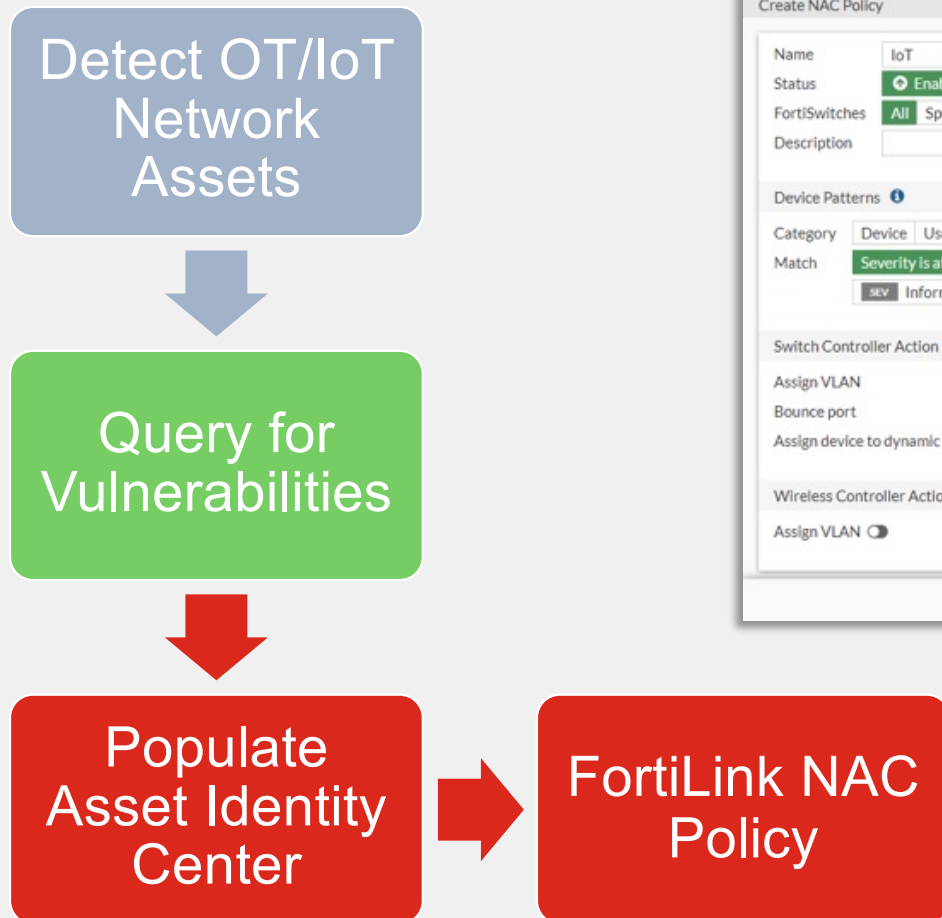 Detect OT/IoT
Network
Assets
Query for
Vulnerabilities
Populate
Asset Identity
Center
FortiLink NAC
Policy
Create NAC Policy
Name IoT
Status
FortiSwitches All
Description
Device Patterns
Category Device
Match Severity is
SEV
Switch Controller Action
Assign VLAN
Bounce port
Assign device to dynamic
Wireless Controller
Assign VLAN